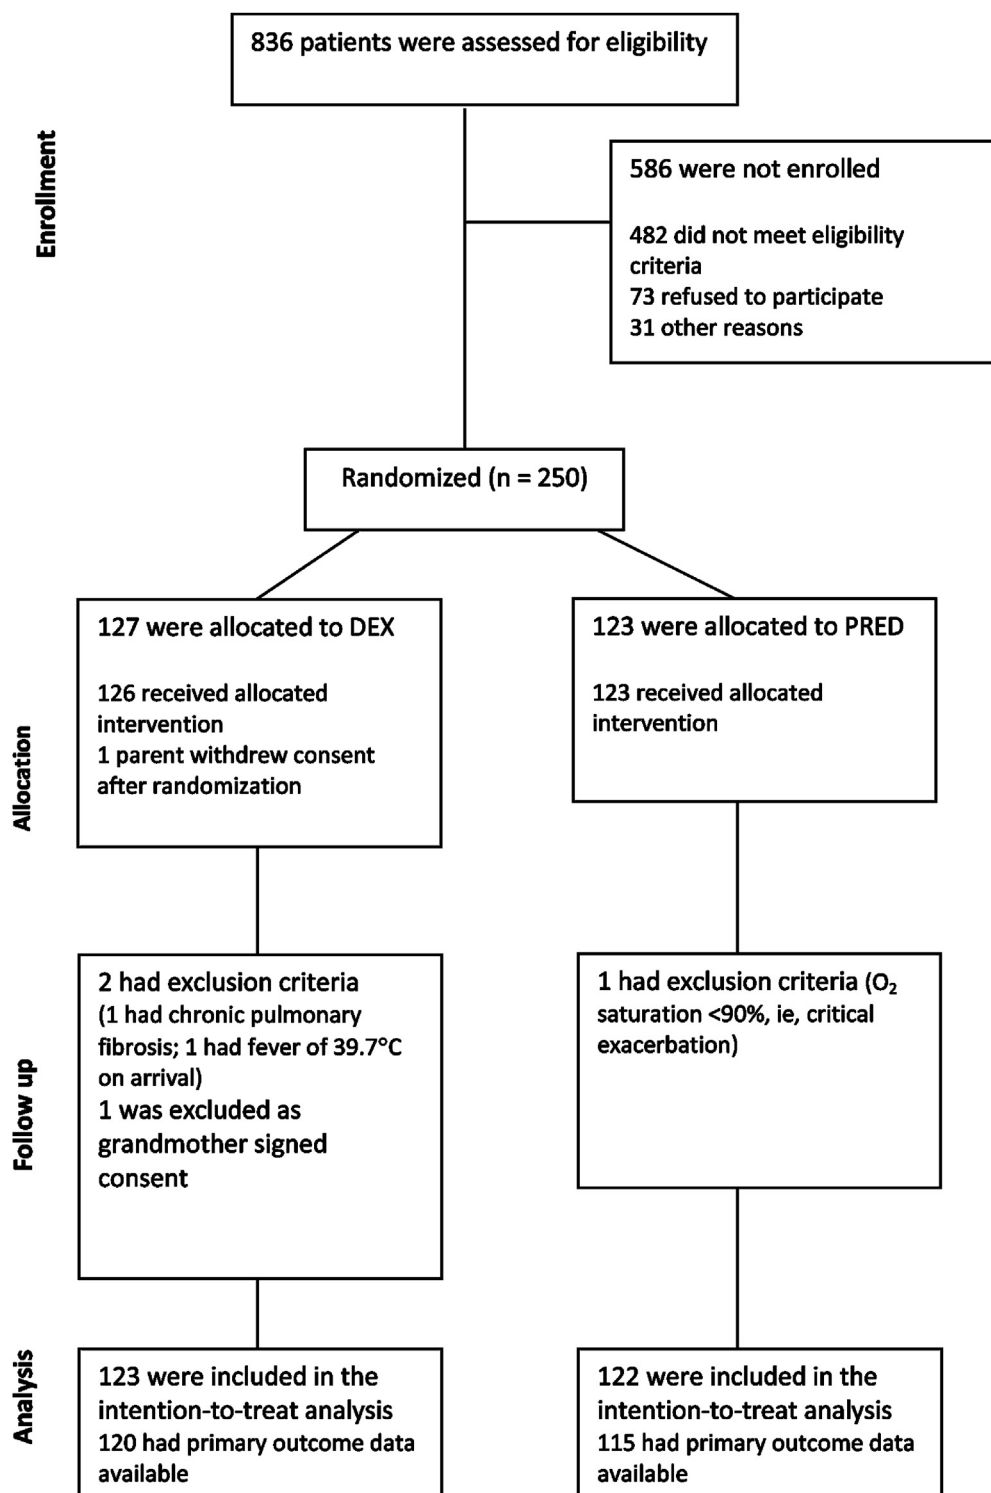 836 patients were assessed for eligibility
Enrollment
586 were not enrolled
482 did not meet eligibility
criteria
73 refused to participate
31 other reasons
Randomized (n = 250)
127 were allocated to DEX
126 received allocated
intervention
1 parent withdrew consent
after randomization
123 were allocated to PRED
123 received allocated
intervention
Allocation
2 had exclusion criteria
(1 had chronic pulmonary
fibrosis; 1 had fever of 39.7°C
on arrival)
1 was excluded as
grandmother signed
consent
1 had exclusion criteria (O₂
saturation <90%, ie, critical
exacerbation)
Follow up
123 were included in the
intention-to-treat analysis
120 had primary outcome data
available
122 were included in the
intention-to-treat analysis
115 had primary outcome data
available
Analysis